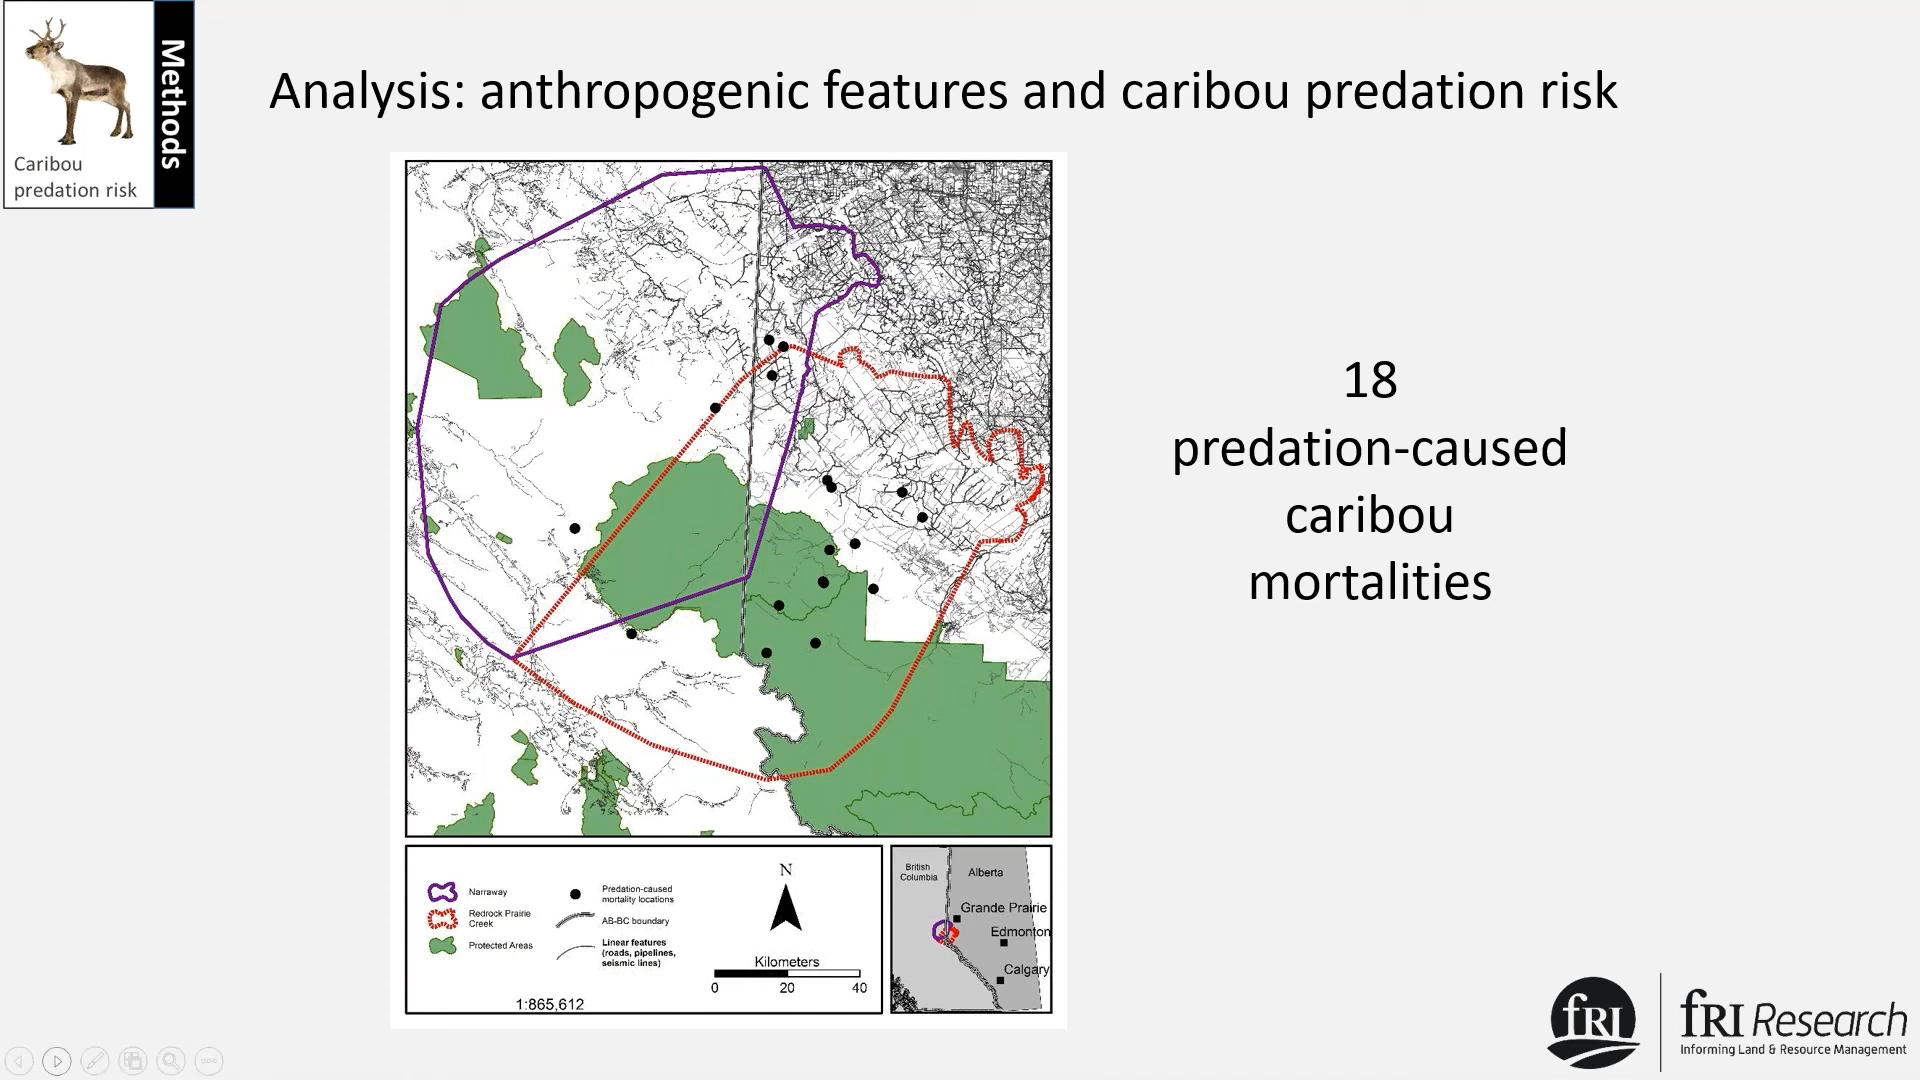 Methods
Caribou
predation risk
Analysis: anthropogenic features and caribou predation risk
18
predation-caused
caribou
mortalities
Narraway
Redrock Prairie
Creek
Protected Areas
Predation-caused
mortality locations
AB-BC boundary
Linear features
(roads, pipelines,
seismic lines)
N
Kilometers
0 20 40
1:865,612
British
Columbia
Alberta
Grande Prairie
Edmonton
Calgary
fRI
fRI Research
Informing Land & Resource Management